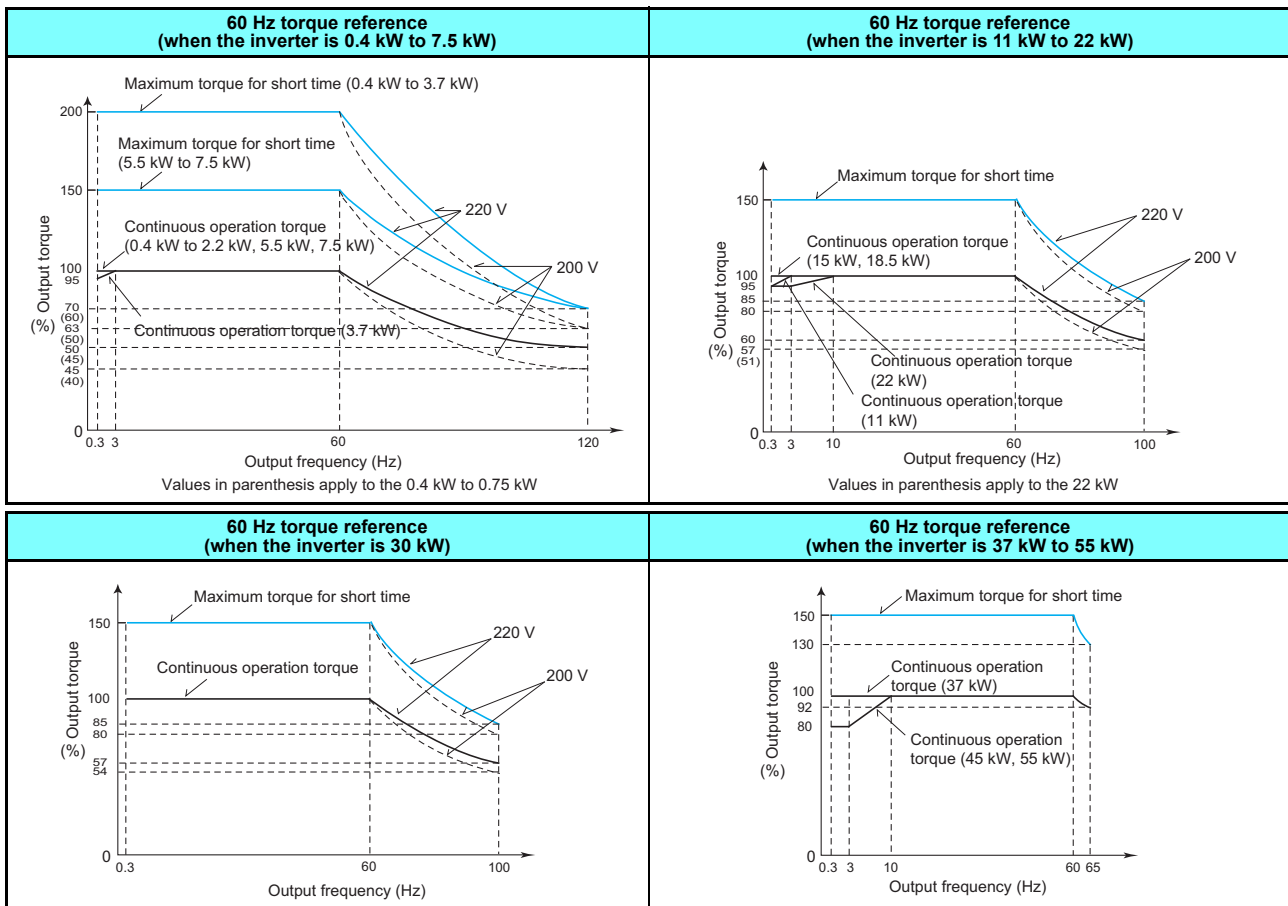 60 Hz torque reference
(when the inverter is 0.4 kW to 7.5 kW)
Maximum torque for short time (0.4 kW to 3.7 kW)
200
Maximum torque for short time
(5.5 kW to 7.5 kW)
150
220 V
Continuous operation torque
(0.4 kW to 2.2 kW, 5.5 kW, 7.5 kW)
200 V
100
95
70
(60)
63
(50)
50
(45)
45
(40)
0
Output torque
(%)
Continuous operation torque (3.7 kW)
0.3
3
60
120
Output frequency (Hz)
Values in parenthesis apply to the 0.4 kW to 0.75 kW
60 Hz torque reference
(when the inverter is 11 kW to 22 kW)
Maximum torque for short time
150
220 V
Continuous operation torque
(15 kW, 18.5 kW)
200 V
100
95
85
80
60
57
(51)
0
Output torque
(%)
Continuous operation torque
(22 kW)
Continuous operation torque
(11 kW)
0.3
3
10
60
100
Output frequency (Hz)
Values in parenthesis apply to the 22 kW
60 Hz torque reference
(when the inverter is 30 kW)
Maximum torque for short time
150
220 V
Continuous operation torque
200 V
100
85
80
57
54
0
Output torque
(%)
0.3
60
100
Output frequency (Hz)
60 Hz torque reference
(when the inverter is 37 kW to 55 kW)
Maximum torque for short time
150
130
Continuous operation
torque (37 kW)
100
92
80
Continuous operation
torque (45 kW, 55 kW)
0
Output torque
(%)
0.3
3
10
60
65
Output frequency (Hz)